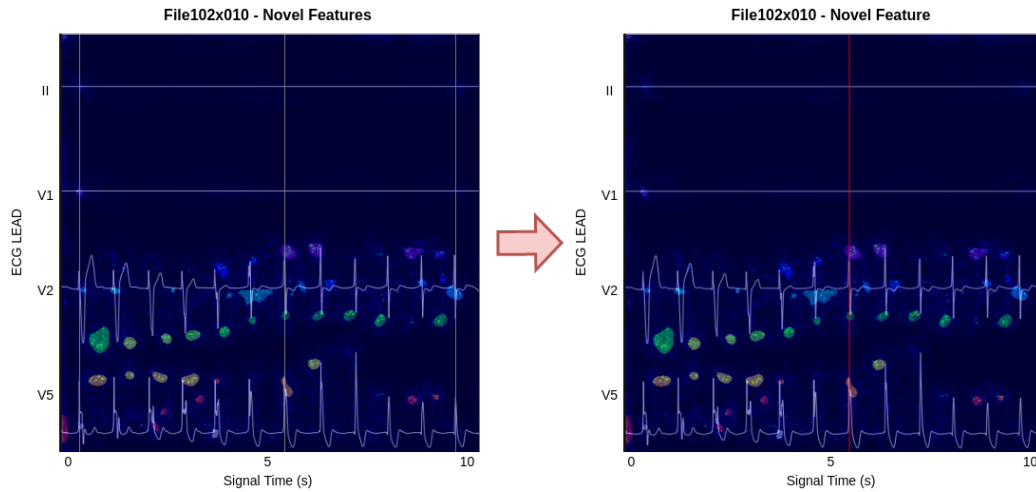 File102x010 - Novel Features
II
V1
V2
V5
ECG LEAD
0
5
10
Signal Time (s)
File102x010 - Novel Feature
II
V1
V2
V5
ECG LEAD
0
5
10
Signal Time (s)